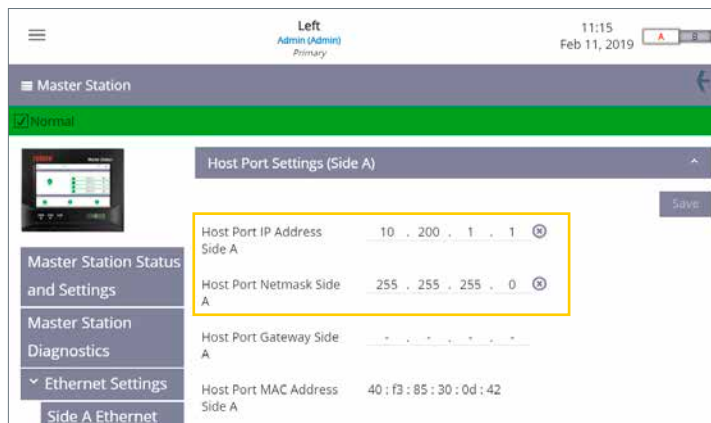 Left
Admin (Admin)
Primary
11:15
Feb 11, 2019
A
B
Master Station
Normal
Master Station Status
and Settings
Master Station
Diagnostics
Ethernet Settings
Side A Ethernet
Host Port Settings (Side A)
Save
Host Port IP Address
Side A
10 . 200 . 1 . 1
Host Port Netmask Side
A
255 . 255 . 255 . 0
Host Port Gateway Side
A
- . - . - . -
Host Port MAC Address
Side A
40 : f3 : 85 : 30 : 0d : 42